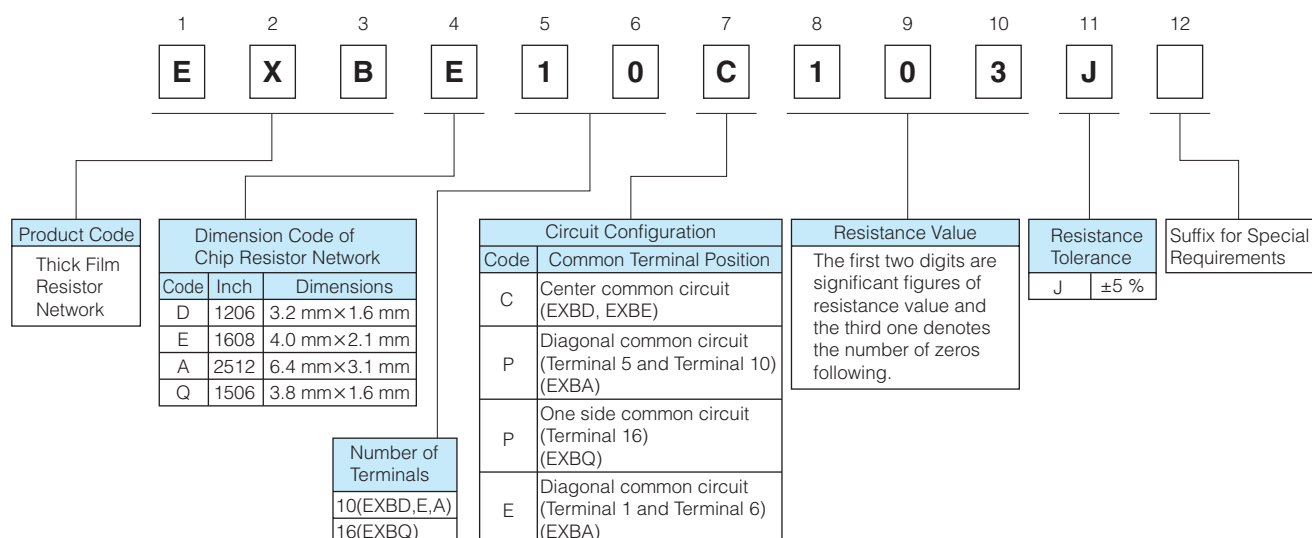 1 2 3 4 5 6 7 8 9 10 11 12
E X B E 1 0 C 1 0 3 J
Product Code
Thick Film
Resistor
Network
Dimension Code of
Chip Resistor Network
Code Inch Dimensions
D 1206 3.2 mm×1.6 mm
E 1608 4.0 mm×2.1 mm
A 2512 6.4 mm×3.1 mm
Q 1506 3.8 mm×1.6 mm
Number of
Terminals
10(EXBD,E,A)
16(EXBQ)
Circuit Configuration
Code Common Terminal Position
C Center common circuit
(EXBD, EXBE)
P Diagonal common circuit
(Terminal 5 and Terminal 10)
(EXBA)
P One side common circuit
(Terminal 16)
(EXBQ)
E Diagonal common circuit
(Terminal 1 and Terminal 6)
(EXBA)
Resistance Value
The first two digits are
significant figures of
resistance value and
the third one denotes
the number of zeros
following.
Resistance
Tolerance
J ±5 %
Suffix for Special
Requirements